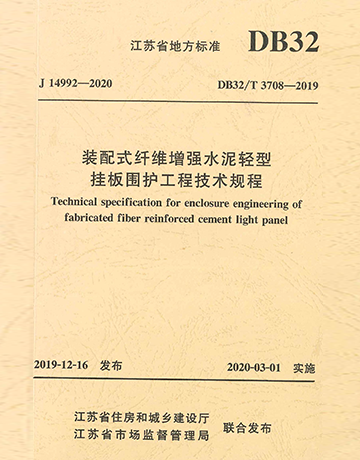 江苏省地方标准 DB32
J 14992—2020 DB32/T 3708—2019
装配式纤维增强水泥轻型
挂板围护工程技术规程
Technical specification for enclosure engineering of
fabricated fiber reinforced cement light panel
2019-12-16 发布 2020-03-01 实施
江苏省住房和城乡建设厅
江苏省市场监督管理局 联合发布